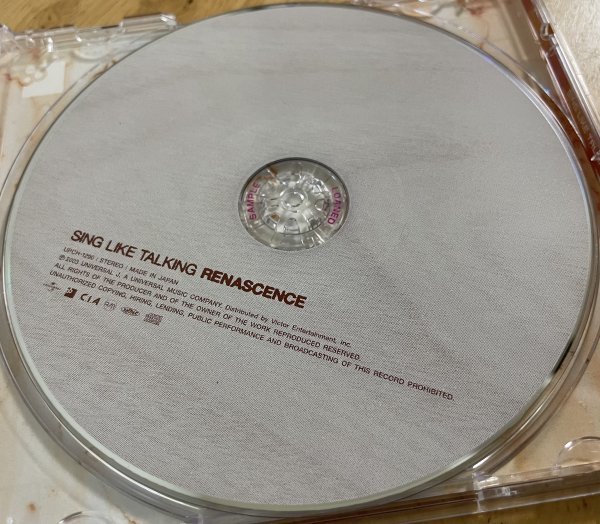 SAMPLE LOANED
SING LIKE TALKING RENASCENCE
UPCH-1290 / STEREO / MADE IN JAPAN
℗ 2003 UNIVERSAL J, A UNIVERSAL MUSIC COMPANY. Distributed by Victor Entertainment, Inc.
ALL RIGHTS OF THE PRODUCER AND OF THE OWNER OF THE WORK REPRODUCED RESERVED.
UNAUTHORIZED COPYING, HIRING, LENDING, PUBLIC PERFORMANCE AND BROADCASTING OF THIS RECORD PROHIBITED.
C.I.A